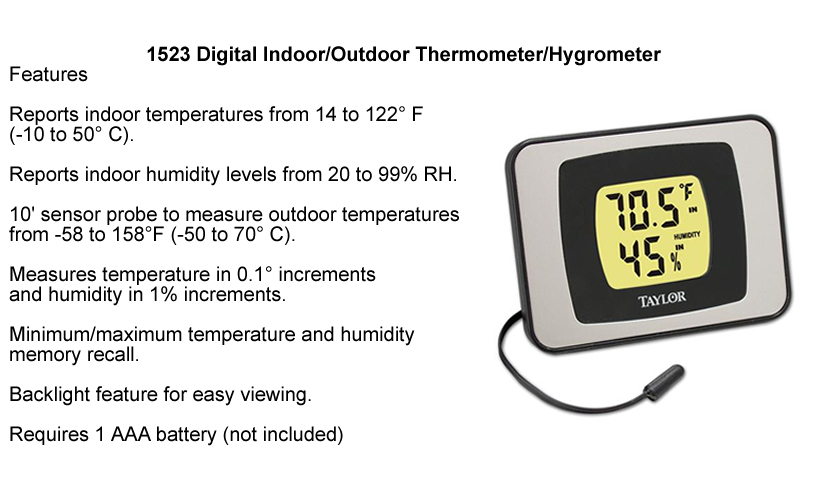 1523 Digital Indoor/Outdoor Thermometer/Hygrometer
Features
Reports indoor temperatures from 14 to 122° F
(-10 to 50° C).
Reports indoor humidity levels from 20 to 99% RH.
10' sensor probe to measure outdoor temperatures
from -58 to 158°F (-50 to 70° C).
Measures temperature in 0.1° increments
and humidity in 1% increments.
Minimum/maximum temperature and humidity
memory recall.
Backlight feature for easy viewing.
Requires 1 AAA battery (not included)
70.5°F
IN
HUMIDITY
IN
45%
TAYLOR